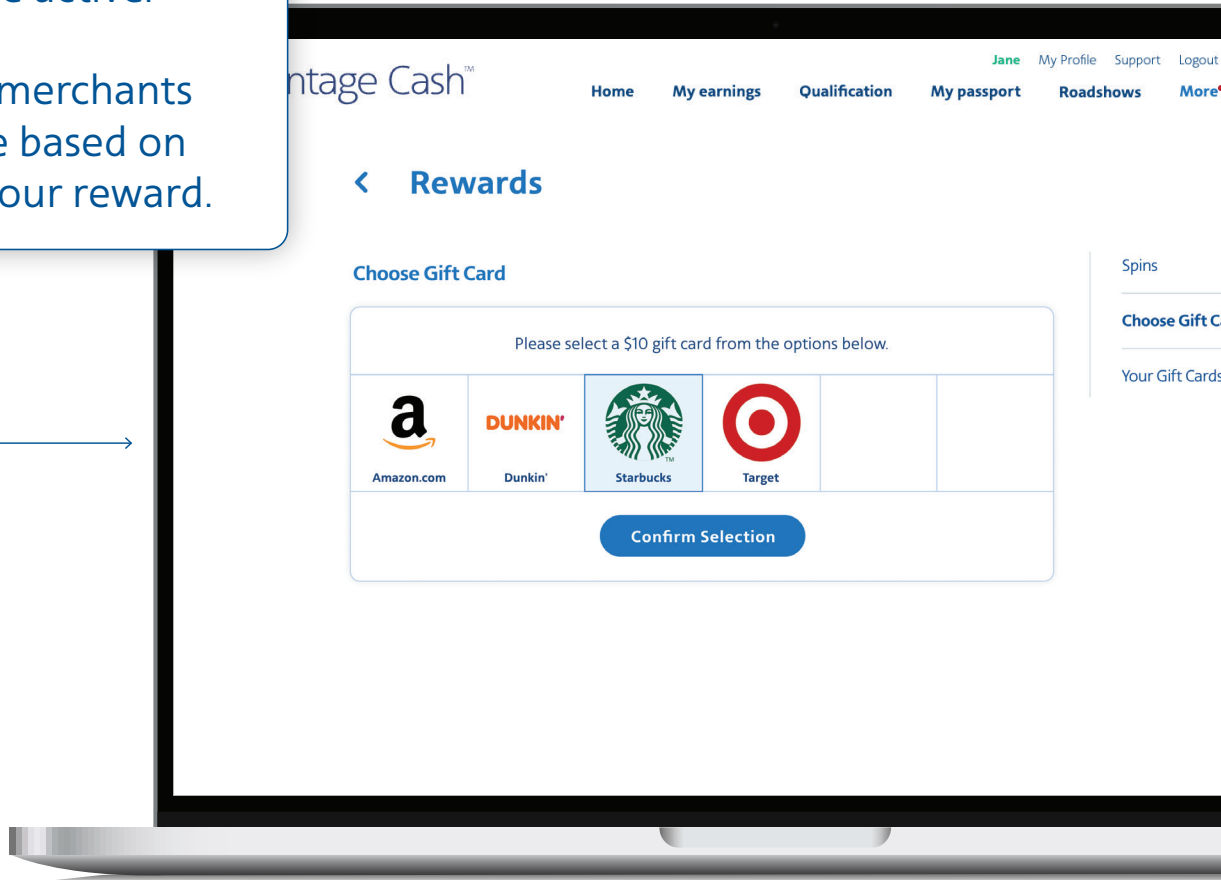 merchants
based on
our reward.
ntage Cash™
Jane My Profile Support Logout
Home My earnings Qualification My passport Roadshows More
< Rewards
Choose Gift Card
Please select a $10 gift card from the options below.
a DUNKIN' TM
Amazon.com Dunkin' Starbucks Target
Confirm Selection
Spins
Choose Gift Ca
Your Gift Cards